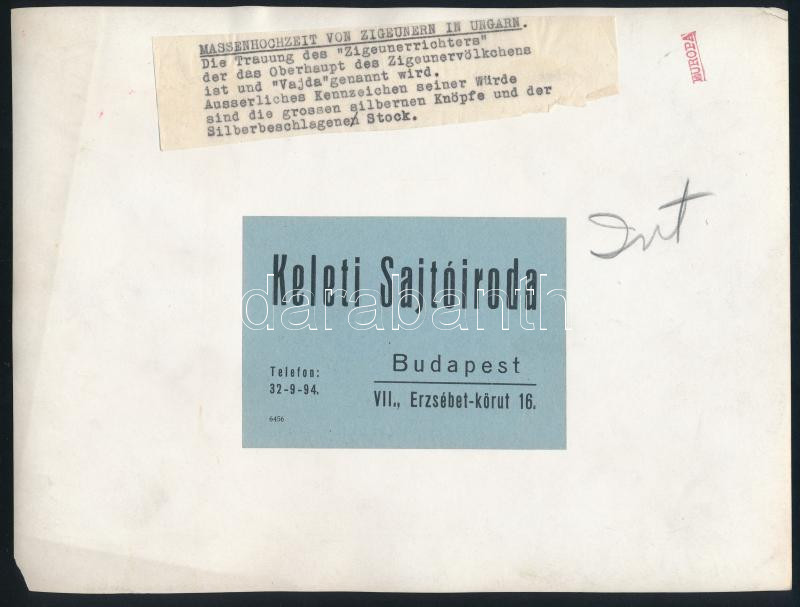 MASSENHOCHZEIT VON ZIGEUNERN IN UNGARN.
Die Trauung des "Zigeunerrichters"
der das Oberhaupt des Zigeunervölkchens
ist und "Vajda"genannt wird.
Ausserliches Kennzeichen seiner Würde
sind die grossen silbernen Knöpfe und der
Silberbeschlagene Stock.
EUROPA
Keleti Sajtóiroda
darabanth
Budapest
Telefon:
32-9-94.
VII., Erzsébet-körut 16.
6456